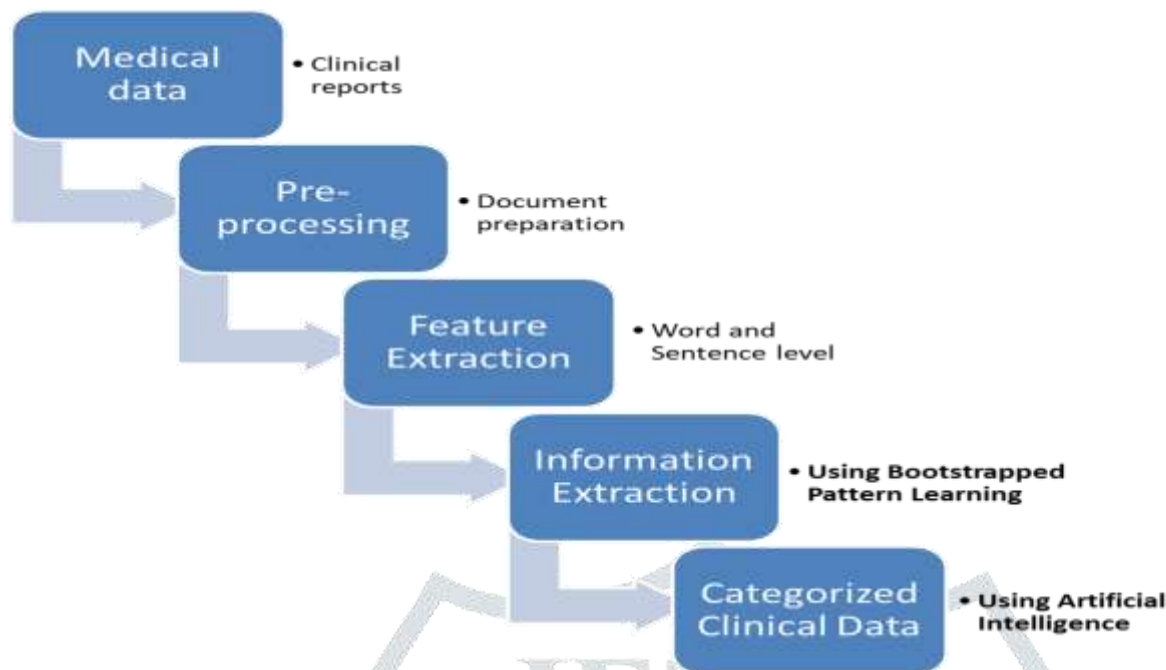 Medical
data
• Clinical
reports
Pre-
processing
• Document
preparation
Feature
Extraction
• Word and
Sentence level
Information
Extraction
• Using Bootstrapped
Pattern Learning
Categorized
Clinical Data
• Using Artificial
Intelligence